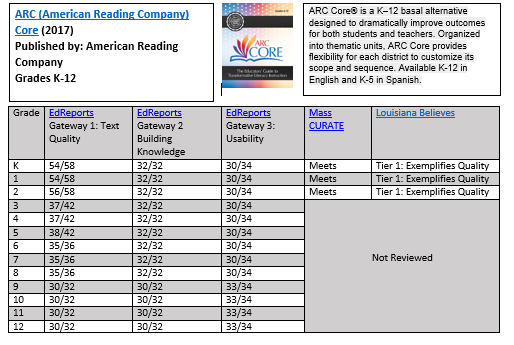 ARC (American Reading Company)
Core (2017)
Published by: American Reading
Company
Grades K-12
ARC
CORE
The Educators' Guide to
Transformative Literacy Instruction
ARC Core® is a K–12 basal alternative
designed to dramatically improve outcomes
for both students and teachers. Organized
into thematic units, ARC Core provides
flexibility for each district to customize its
scope and sequence. Available K-12 in
English and K-5 in Spanish.
Grade EdReports EdReports EdReports Mass Louisiana Believes
Gateway 1: Text Gateway 2 Gateway 3: CURATE
Quality Building Usability
Knowledge
K 54/58 32/32 30/34 Meets Tier 1: Exemplifies Quality
1 54/58 32/32 30/34 Meets Tier 1: Exemplifies Quality
2 56/58 32/32 30/34 Meets Tier 1: Exemplifies Quality
3 37/42 32/32 30/34
4 37/42 32/32 30/34
5 38/42 32/32 30/34
6 35/36 32/32 30/34
7 35/36 32/32 30/34 Not Reviewed
8 35/36 32/32 30/34
9 30/32 30/32 33/34
10 30/32 30/32 33/34
11 30/32 30/32 33/34
12 30/32 30/32 33/34